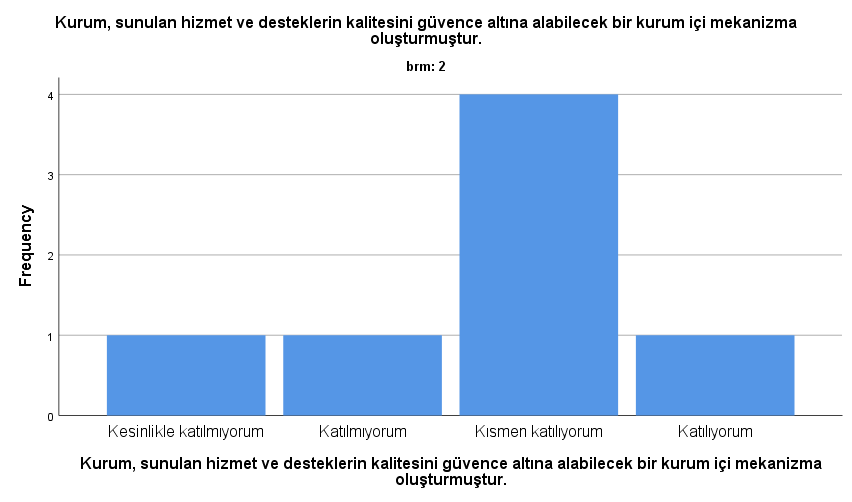 Kurum, sunulan hizmet ve desteklerin kalitesini güvence altına alabilecek bir kurum içi mekanizma
oluşturmuştur.
brm: 2
Frequency
4
3
2
1
0
Kesinlikle katılmıyorum
Katılmıyorum
Kısmen katılıyorum
Katılıyorum
Kurum, sunulan hizmet ve desteklerin kalitesini güvence altına alabilecek bir kurum içi mekanizma
oluşturmuştur.